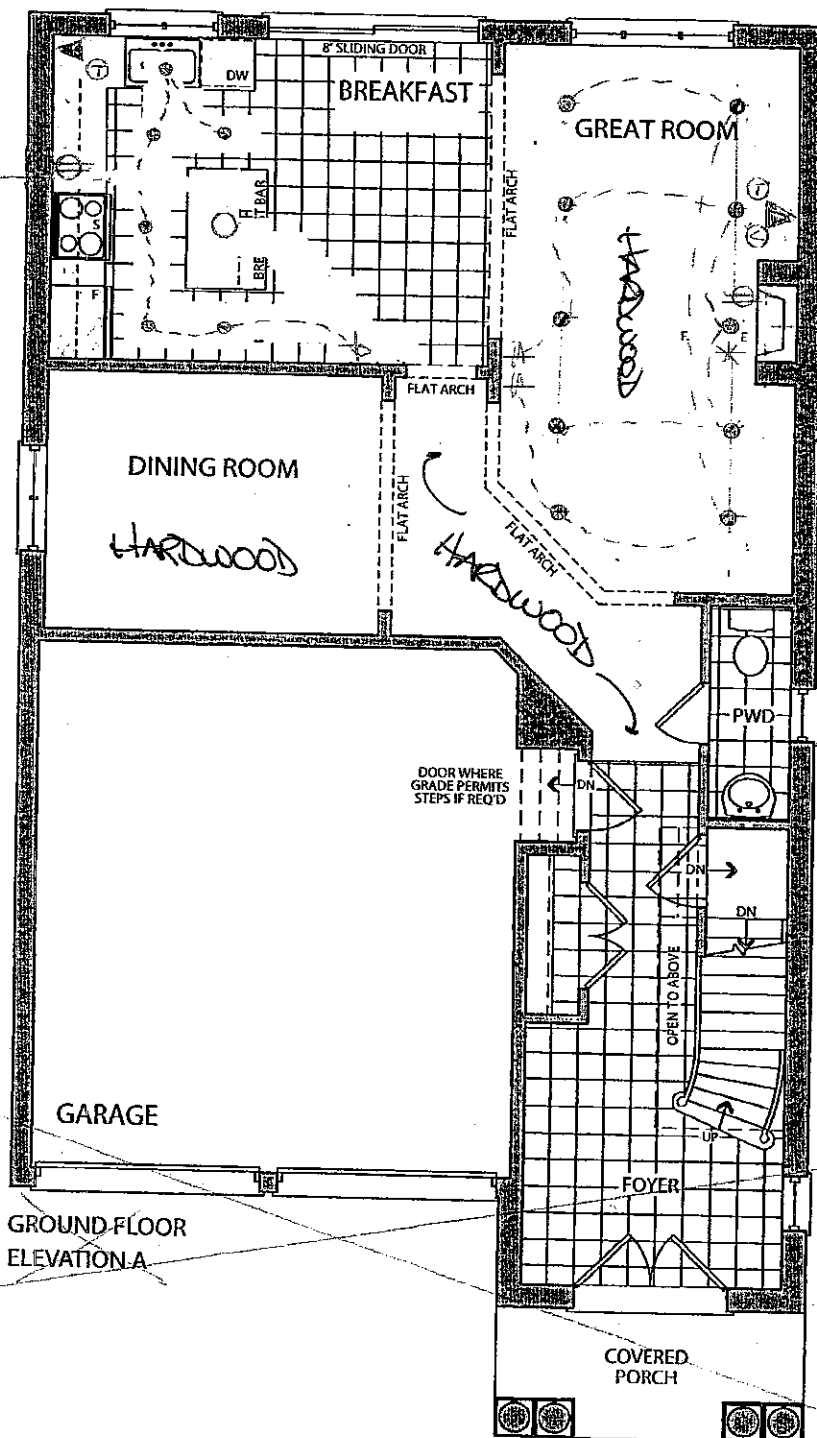 8' SLIDING DOOR
DW
BREAKFAST
GREAT ROOM
FLAT ARCH
HARDWOOD
T
T
V
S
BAR
BRE
F
F
E
FLAT ARCH
DINING ROOM
HARDWOOD
FLAT ARCH
FLAT ARCH
HARDWOOD
PWD
DOOR WHERE
GRADE PERMITS
STEPS IF REQ'D
DN
DN
DN
OPEN TO ABOVE
UP
GARAGE
FOYER
GROUND FLOOR
ELEVATION A
COVERED
PORCH